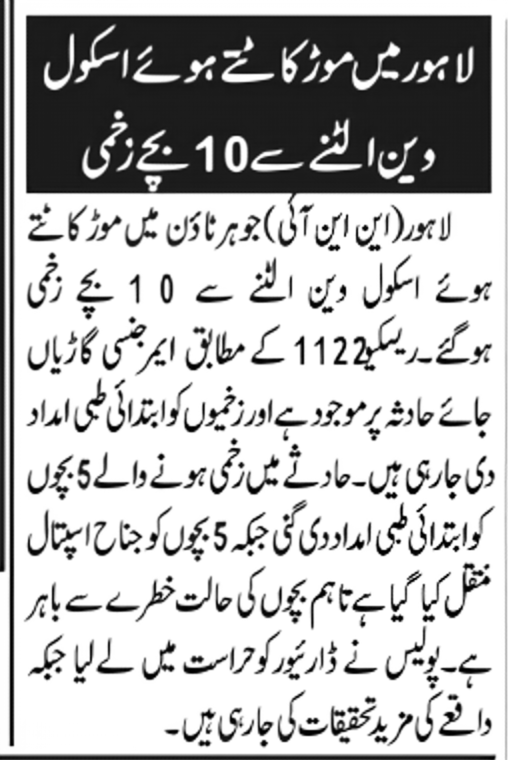 لاہور میں موڑ کاٹتے ہوئے اسکول
وین الٹنے سے 10 بچے زخمی
لاہور(این این آئی)جوہر ٹاؤن میں موڑ کاٹتے
ہوئے اسکول وین الٹنے سے 10 بچے زخمی
ہوگئے۔ریسکیو1122 کے مطابق ایمرجنسی گاڑیاں
جائے حادثہ پر موجود ہے اور زخمیوں کو ابتدائی طبی امداد
دی جارہی ہیں۔حادثے میں زخمی ہونے والے 5 بچوں
کو ابتدائی طبی امداد دی گئی جبکہ 5 بچوں کو جناح اسپتال
منتقل کیا گیا ہے تاہم بچوں کی حالت خطرے سے باہر
ہے۔پولیس نے ڈارئیور کو حراست میں لے لیا جبکہ
واقعے کی مزید تحقیقات کی جارہی ہیں۔